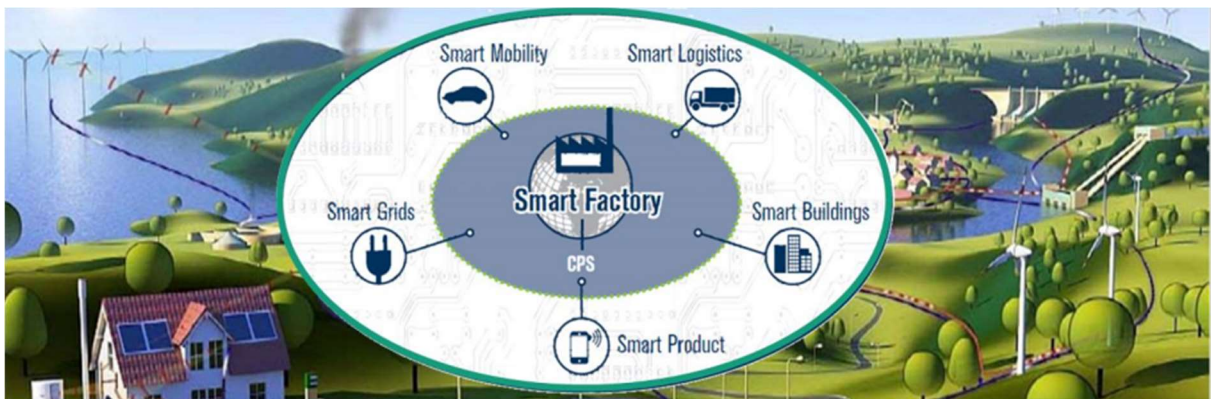 Smart Mobility
Smart Logistics
Smart Factory
Smart Grids
Smart Buildings
CPS
Smart Product